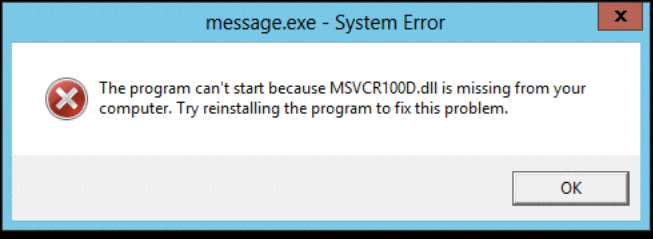 message.exe - System Error
x
The program can't start because MSVCR100D.dll is missing from your
computer. Try reinstalling the program to fix this problem.
OK